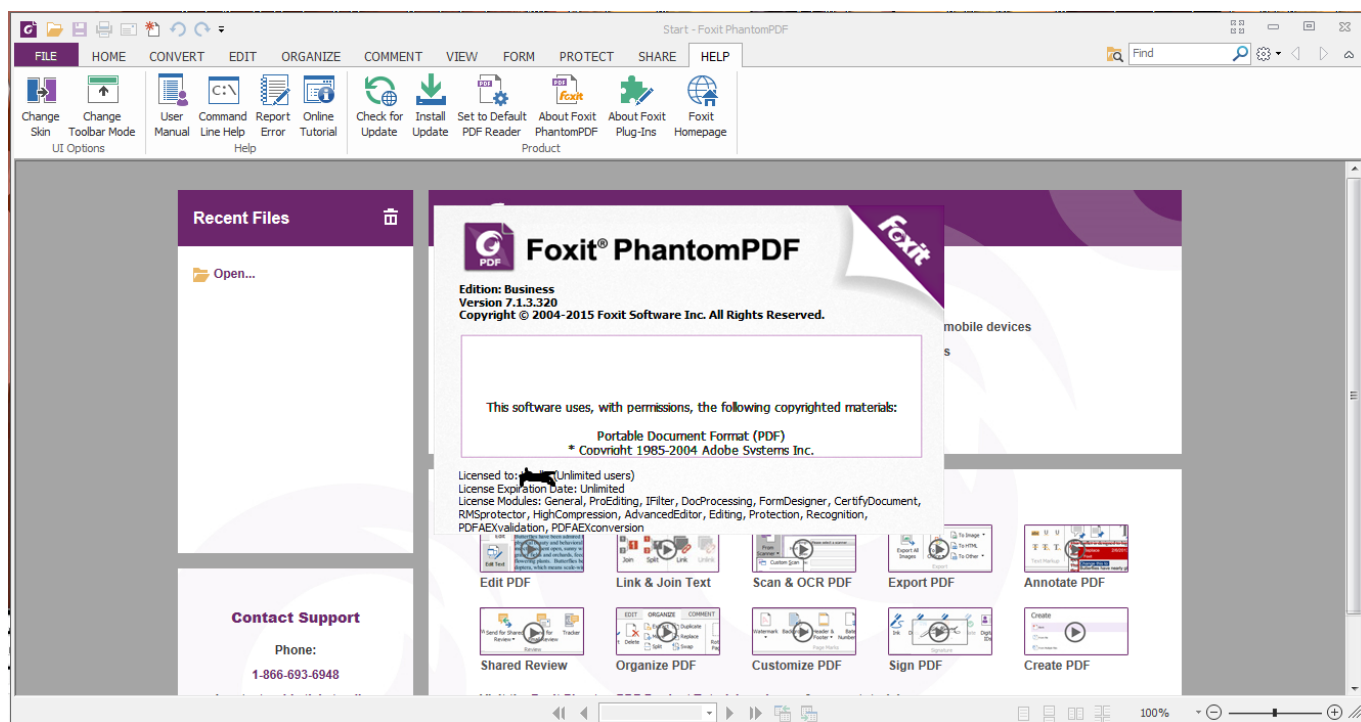 Start - Foxit PhantomPDF
FILE HOME CONVERT EDIT ORGANIZE COMMENT VIEW FORM PROTECT SHARE HELP
Find
Change Skin
Change Toolbar Mode
UI Options
User Manual
Command Line Help
Report Error
Online Tutorial
Help
Check for Update
Install Update
Set to Default PDF Reader
About Foxit PhantomPDF
About Foxit Plug-Ins
Foxit Homepage
Product
Recent Files
Open...
Foxit
PDF
Foxit® PhantomPDF
Edition: Business
Version 7.1.3.320
Copyright © 2004-2015 Foxit Software Inc. All Rights Reserved.
mobile devices
s
This software uses, with permissions, the following copyrighted materials:
Portable Document Format (PDF)
* Copyright 1985-2004 Adobe Systems Inc.
Licensed to: (Unlimited users)
License Expiration Date: Unlimited
License Modules: General, ProEditing, IFilter, DocProcessing, FormDesigner, CertifyDocument,
RMSprotector, HighCompression, AdvancedEditor, Editing, Protection, Recognition,
PDFAEXvalidation, PDFAEXconversion
Edit PDF
Link & Join Text
Scan & OCR PDF
Export PDF
Annotate PDF
Shared Review
Organize PDF
Customize PDF
Sign PDF
Create PDF
Contact Support
Phone:
1-866-693-6948
100%